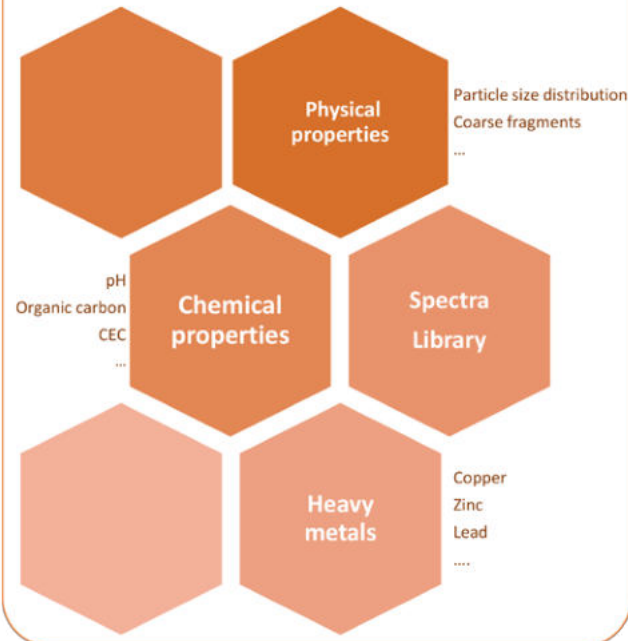 Physical
properties
Particle size distribution
Coarse fragments
...
pH
Organic carbon
CEC
...
Chemical
properties
Spectra
Library
Heavy
metals
Copper
Zinc
Lead
....